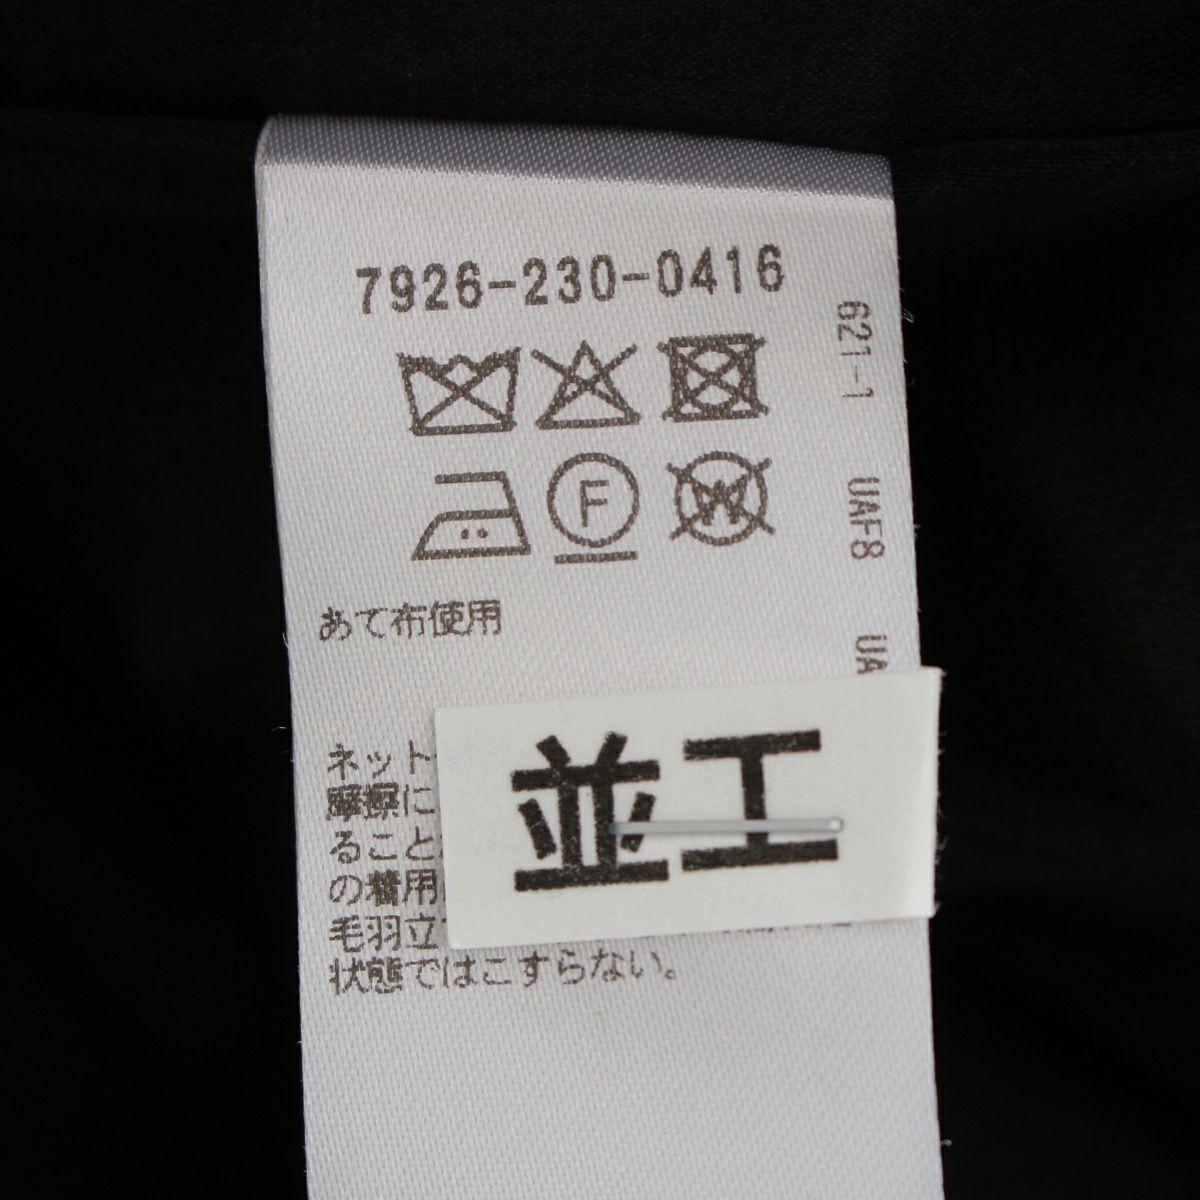 7926-230-0416
621-1
UAF8
UA
F
W
あて布使用
ネット
摩擦に
ること
の着用
毛羽立
状態ではこすらない。
並工